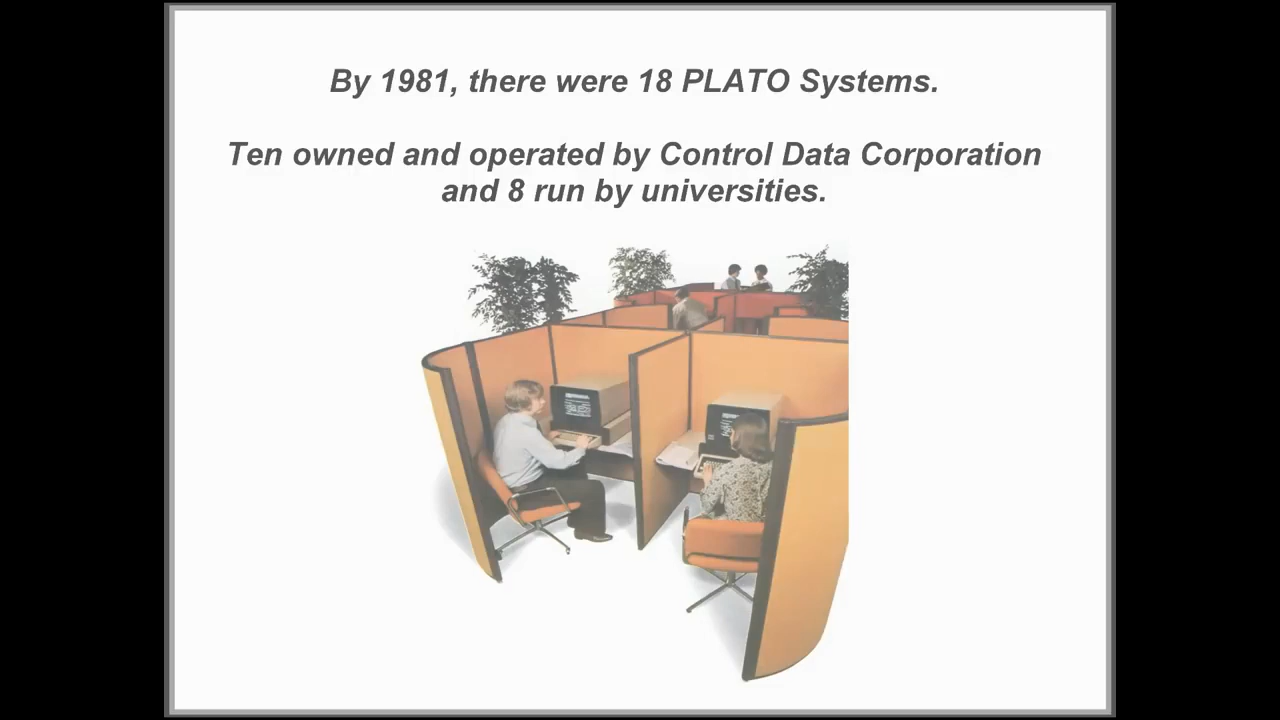 By 1981, there were 18 PLATO Systems.
Ten owned and operated by Control Data Corporation
and 8 run by universities.